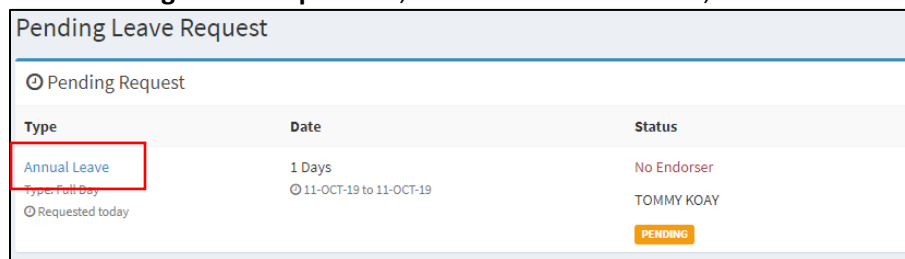 Pending Leave Request
Pending Request
Type Date Status
Annual Leave 1 Days No Endorser
Type: Full Day 11-OCT-19 to 11-OCT-19 TOMMY KOAY
Requested today
PENDING